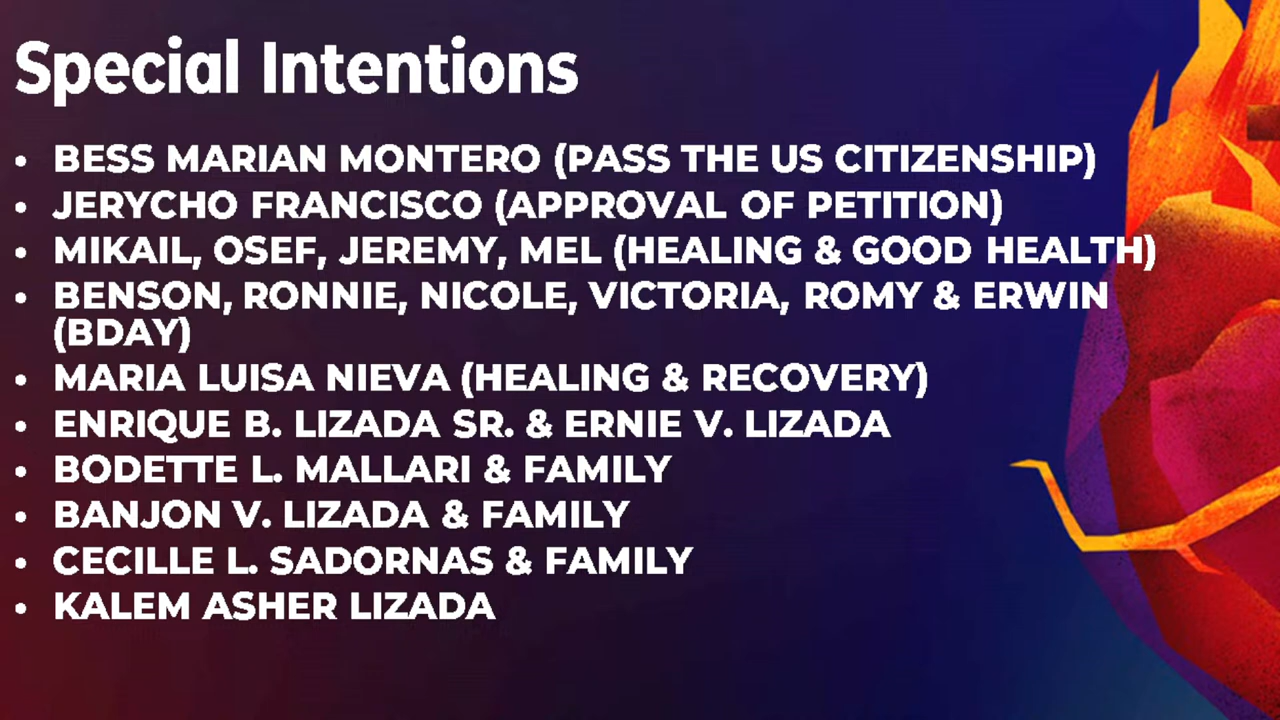 Special Intentions
• BESS MARIAN MONTERO (PASS THE US CITIZENSHIP)
• JERYCHO FRANCISCO (APPROVAL OF PETITION)
• MIKAIL, OSEF, JEREMY, MEL (HEALING & GOOD HEALTH)
• BENSON, RONNIE, NICOLE, VICTORIA, ROMY & ERWIN
(BDAY)
• MARIA LUISA NIEVA (HEALING & RECOVERY)
• ENRIQUE B. LIZADA SR. & ERNIE V. LIZADA
• BODETTE L. MALLARI & FAMILY
• BANJON V. LIZADA & FAMILY
• CECILLE L. SADORNAS & FAMILY
• KALEM ASHER LIZADA